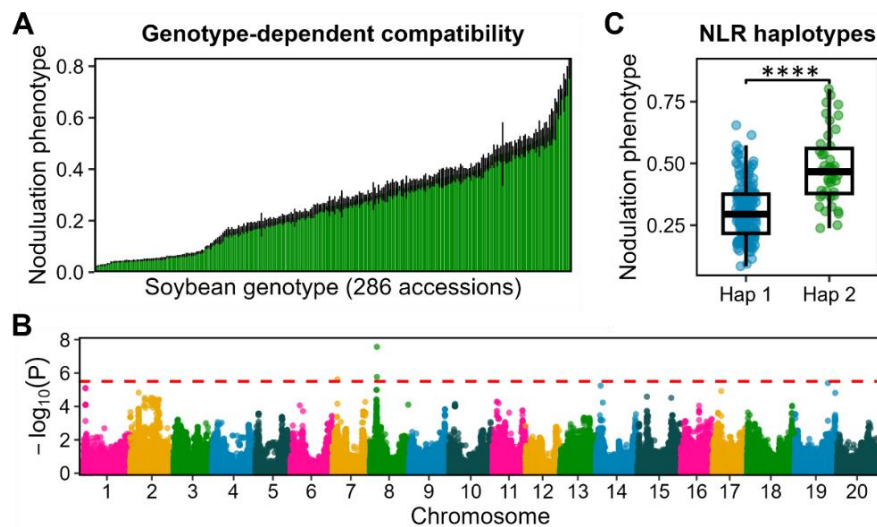 A
Genotype-dependent compatibility
Noduluation phenotype
0.8
0.6
0.4
0.2
0.0
Soybean genotype (286 accessions)
C
NLR haplotypes
Nodulation phenotype
****
0.75
0.50
0.25
Hap 1
Hap 2
B
− log10(P)
8
6
4
2
0
1 2 3 4 5 6 7 8 9 10 11 12 13 14 15 16 17 18 19 20
Chromosome